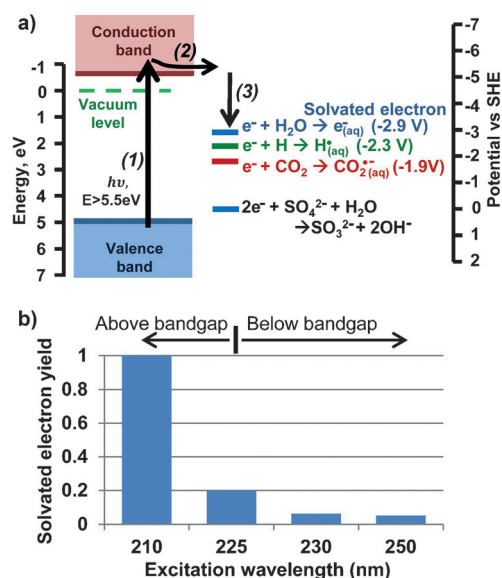 a)
Conduction
band
(2)
-1
0
1
2
3
4
5
6
7
Energy, eV
Vacuum
level
(1)
hυ,
E>5.5eV
Valence
band
(3)
Solvated electron
e⁻ + H₂O → e⁻(aq) (-2.9 V)
e⁻ + H → H•(aq) (-2.3 V)
e⁻ + CO₂ → CO₂•⁻(aq) (-1.9V)
2e⁻ + SO₄²⁻ + H₂O
→SO₃²⁻ + 2OH⁻
-7
-6
-5
-4
-3
-2
-1
0
1
2
Potential vs SHE
b)
Above bandgap
Below bandgap
Solvated electron yield
1
0.8
0.6
0.4
0.2
0
210 225 230 250
Excitation wavelength (nm)